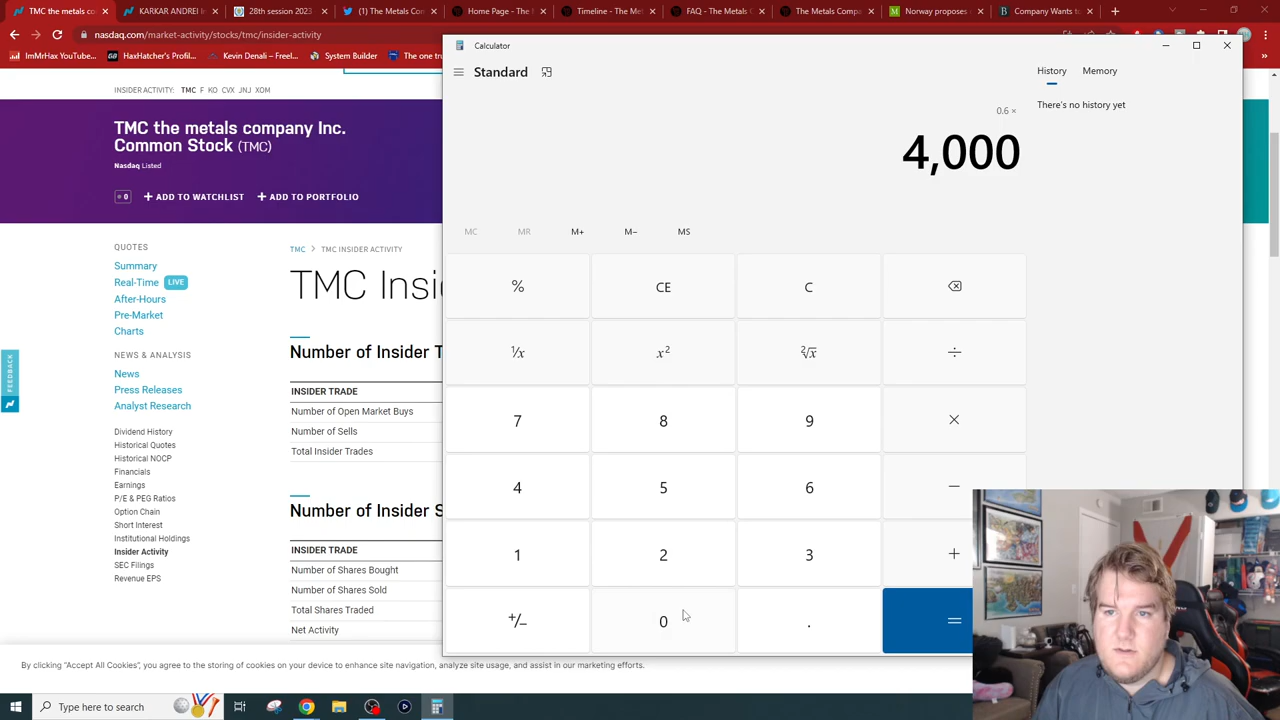 TMC the metals co
KARKAR ANDREI In
28th session 2023
(1) The Metals Com
Home Page - The
Timeline - The Met
FAQ - The Metals C
The Metals Compa
Norway proposes
Company Wants to
nasdaq.com/market-activity/stocks/tmc/insider-activity
ImMrHax YouTube...
HaxHatcher's Profil...
Kevin Denali – Freel...
System Builder
The one tr
INSIDER ACTIVITY: TMC F KO CVX JNJ XOM
TMC the metals company Inc.
Common Stock (TMC)
Nasdaq Listed
0
ADD TO WATCHLIST
ADD TO PORTFOLIO
QUOTES
Summary
Real-Time LIVE
After-Hours
Pre-Market
Charts
NEWS & ANALYSIS
News
Press Releases
Analyst Research
Dividend History
Historical Quotes
Historical NOCP
Financials
Earnings
P/E & PEG Ratios
Option Chain
Short Interest
Institutional Holdings
Insider Activity
SEC Filings
Revenue EPS
FEEDBACK
TMC > TMC INSIDER ACTIVITY
TMC Insi
Number of Insider T
INSIDER TRADE
Number of Open Market Buys
Number of Sells
Total Insider Trades
Number of Insider S
INSIDER TRADE
Number of Shares Bought
Number of Shares Sold
Total Shares Traded
Net Activity
By clicking "Accept All Cookies", you agree to the storing of cookies on your device to enhance site navigation, analyze site usage, and assist in our marketing efforts.
Calculator
Standard
History Memory
There's no history yet
0.6 ×
4,000
MC MR M+ M− MS
% CE C
1/x x² ²√x ÷
7 8 9 ×
4 5 6 −
1 2 3 +
+/− 0 . =
Type here to search